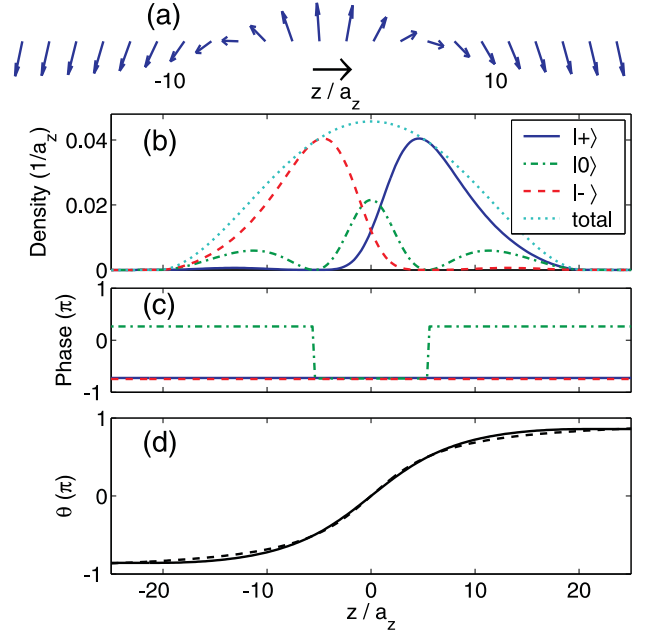 (a)
-10 10
z / a_z
(b)
Density (1/a_z)
0.04
0.02
0
|+⟩
|0⟩
|-⟩
total
(c)
Phase (π)
1
0
-1
(d)
θ (π)
1
0
-1
-20 -10 0 10 20
z / a_z